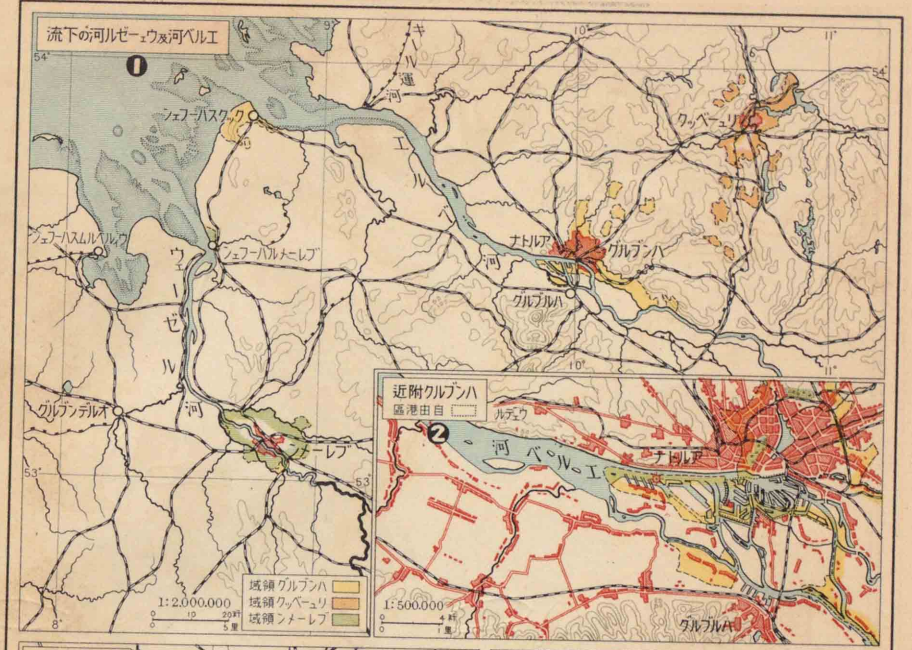 エルベ河及ウェーゼル河の下流
1
9°
10°
11°
54°
54°
キール運河
クックスハーフェン
リューベック
エルベ河
ウィルヘルムスハーフェン
ブレーメルハーフェン
アルトナ
ハンブルグ
ハルブルグ
ウェーゼル河
オルデンブルグ
ブレー
53°
53°
8°
10°
11°
1:2.000.000
0 10 20粁
0 5里
ハンブルグ領域
リューベック領域
ブレーメン領域
ハンブルグ附近
自由港區
2
ウェデル
エルベ河
アルトナ
ハルブルグ
1:500.000
0 4粁
0 1里